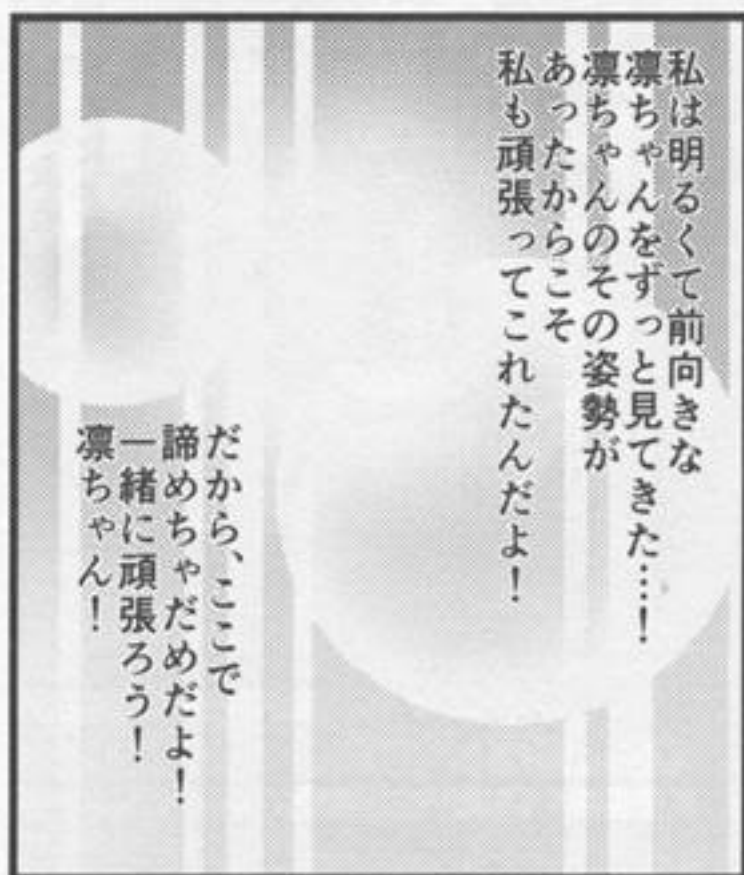 私は明るくて前向きな
凛ちゃんをずっと見てきた…!
凛ちゃんのその姿勢が
あったからこそ
私も頑張ってこれたんだよ!
だから、ここで
諦めちゃだめだよ!
一緒に頑張ろう!
凛ちゃん!